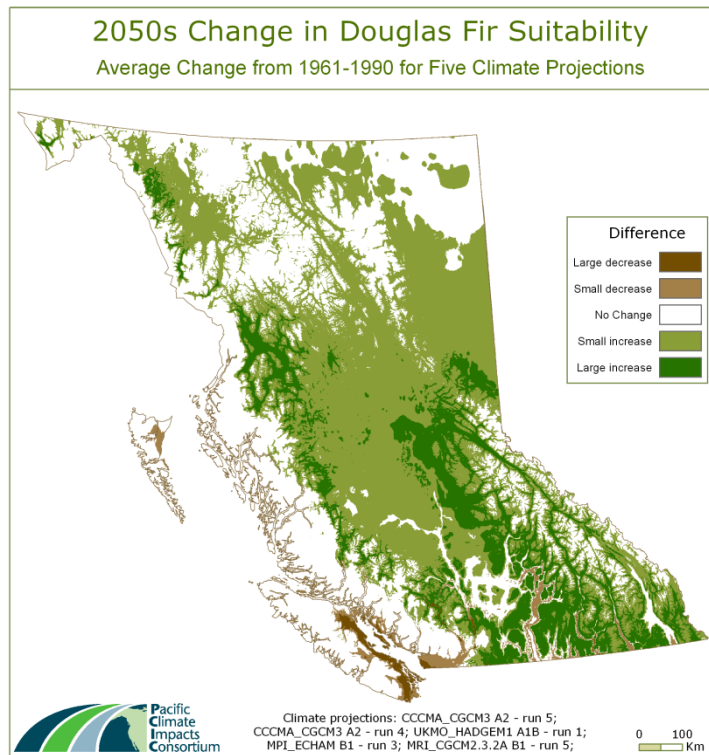 2050s Change in Douglas Fir Suitability
Average Change from 1961-1990 for Five Climate Projections
Difference
Large decrease
Small decrease
No Change
Small increase
Large increase
Pacific
Climate
Impacts
Consortium
Climate projections: CCCMA_CGCM3 A2 - run 5;
CCCMA_CGCM3 A2 - run 4; UKMO_HADGEM1 A1B - run 1;
MPI_ECHAM B1 - run 3; MRI_CGCM2.3.2A B1 - run 5;
0 100
Km